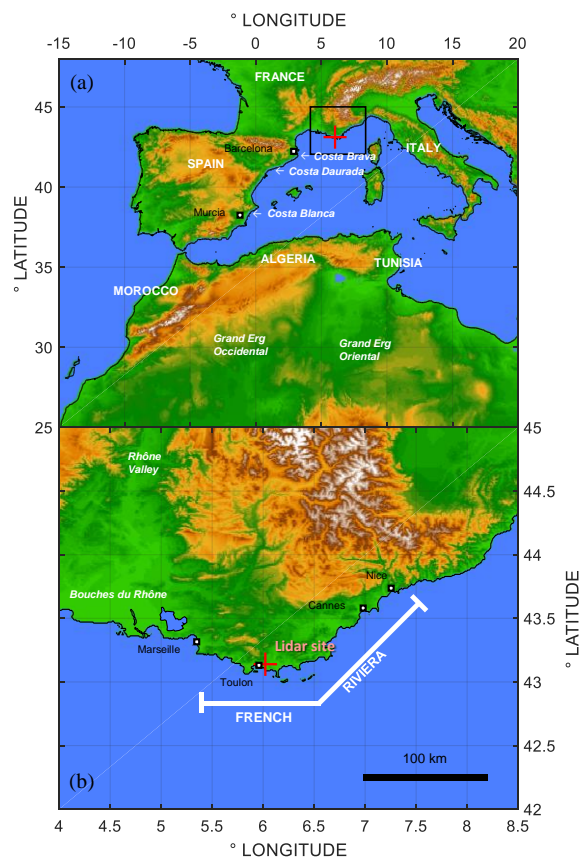 ° LONGITUDE
-15 -10 -5 0 5 10 15 20
(a)
FRANCE
45
Barcelona
ITALY
Costa Brava
SPAIN
Costa Daurada
40
Murcia
Costa Blanca
° LATITUDE
35
ALGERIA
TUNISIA
MOROCCO
30
Grand Erg
Occidental
Grand Erg
Oriental
25
45
Rhône
Valley
44.5
44
Nice
Bouches du Rhône
Cannes
43.5
Marseille
Lidar site
° LATITUDE
Toulon
43
RIVIERA
FRENCH
42.5
100 km
(b)
42
4 4.5 5 5.5 6 6.5 7 7.5 8 8.5
° LONGITUDE